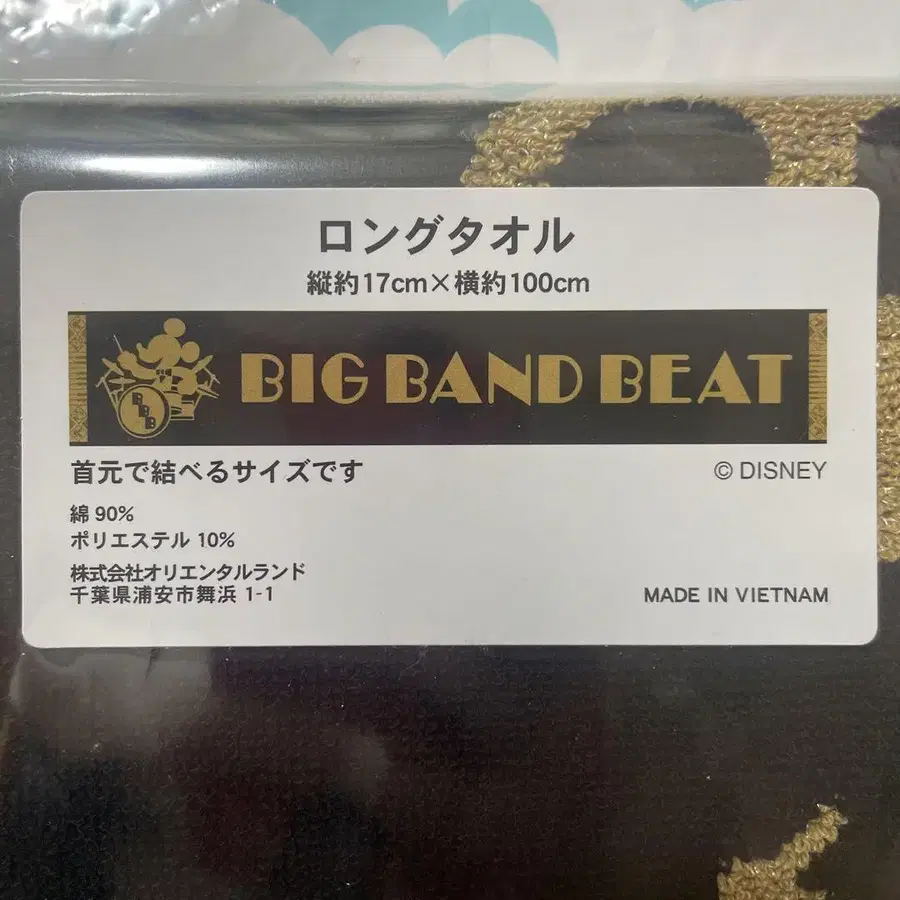 ロングタオル
縦約17cm×横約100cm
BBB
BIG BAND BEAT
首元で結べるサイズです
© DISNEY
綿 90%
ポリエステル 10%
株式会社オリエンタルランド
千葉県浦安市舞浜 1-1
MADE IN VIETNAM